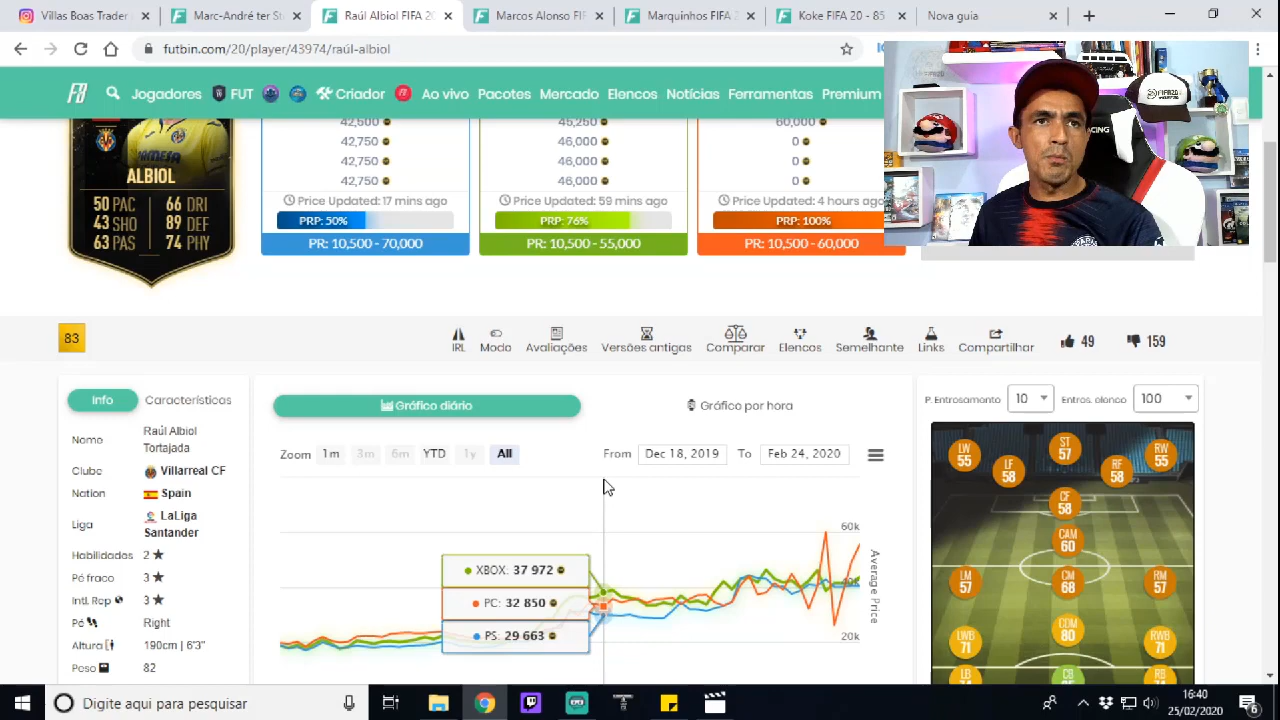 Villas Boas Trader
Marc-André ter St
Raúl Albiol FIFA 20
Marcos Alonso FIF
Marquinhos FIFA 2
Koke FIFA 20 - 85
Nova guia
futbin.com/20/player/43974/raúl-albiol
Jogadores
FUT
Criador
Ao vivo
Pacotes
Mercado
Elencos
Notícias
Ferramentas
Premium
FIFA 20
ACING
42,500
45,250
60,000
42,750
46,000
0
42,750
46,000
0
42,750
46,000
0
ALBIOL
50 PAC 66 DRI
43 SHO 89 DEF
63 PAS 74 PHY
Price Updated: 17 mins ago
Price Updated: 59 mins ago
Price Updated: 4 hours ago
PRP: 50%
PRP: 76%
PRP: 100%
PR: 10,500 - 70,000
PR: 10,500 - 55,000
PR: 10,500 - 60,000
83
IRL
Modo
Avaliações
Versões antigas
Comparar
Elencos
Semelhante
Links
Compartilhar
49
159
Info
Características
Nome Raúl Albiol
Tortajada
Clube Villarreal CF
Nation Spain
Liga LaLiga
Santander
Habilidades 2
Pé fraco 3
Intl. Rep 3
Pé Right
Altura 190cm | 6'3"
Peso 82
Gráfico diário
Gráfico por hora
Zoom 1m 3m 6m YTD 1y All
From Dec 18, 2019 To Feb 24, 2020
60k
20k
Average Price
XBOX: 37 972
PC: 32 850
PS: 29 663
P. Entrosamento 10
Entros. elenco 100
ST
57
LW
55
RW
55
LF
58
RF
58
CF
58
CAM
60
LM
57
CM
68
RM
57
CDM
80
LWB
71
RWB
71
LB
CB
RB
Digite aqui para pesquisar
16:40
25/02/2020
6